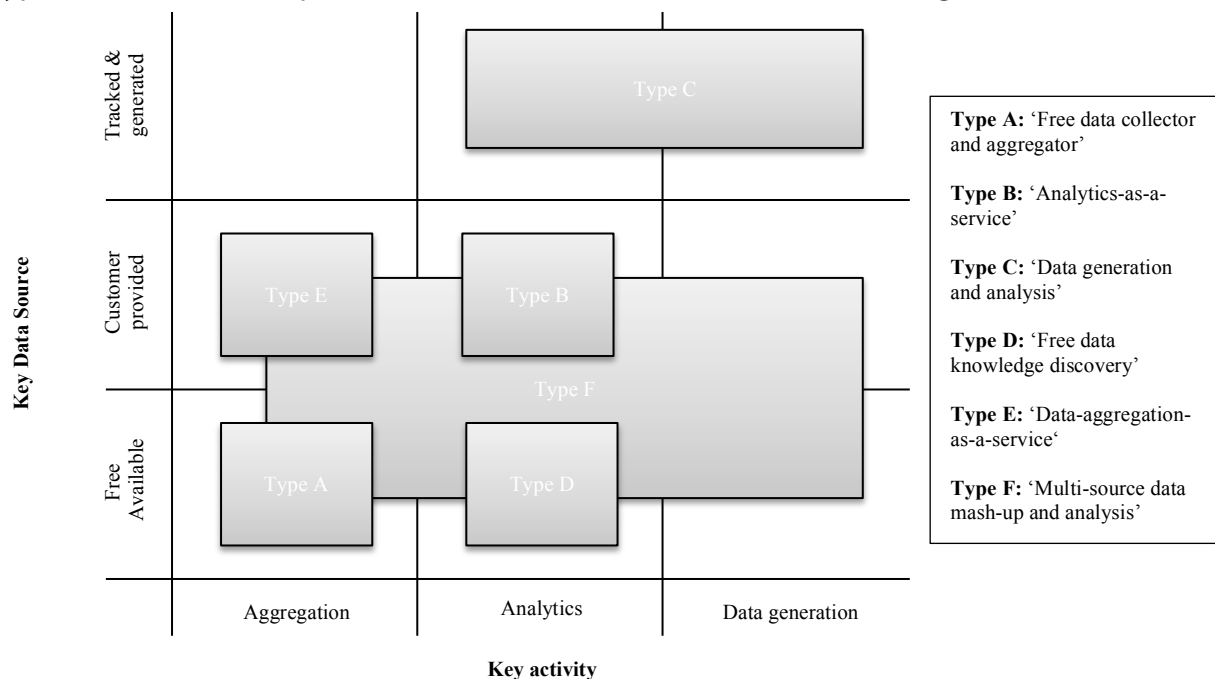 Tracked &
generated
Type C
Customer
provided
Type E
Type B
Key Data Source
Type F
Free
Available
Type A
Type D
Aggregation
Analytics
Data generation
Key activity
Type A: ‘Free data collector
and aggregator’
Type B: ‘Analytics-as-a-
service’
Type C: ‘Data generation
and analysis’
Type D: ‘Free data
knowledge discovery’
Type E: ‘Data-aggregation-
as-a-service‘
Type F: ‘Multi-source data
mash-up and analysis’